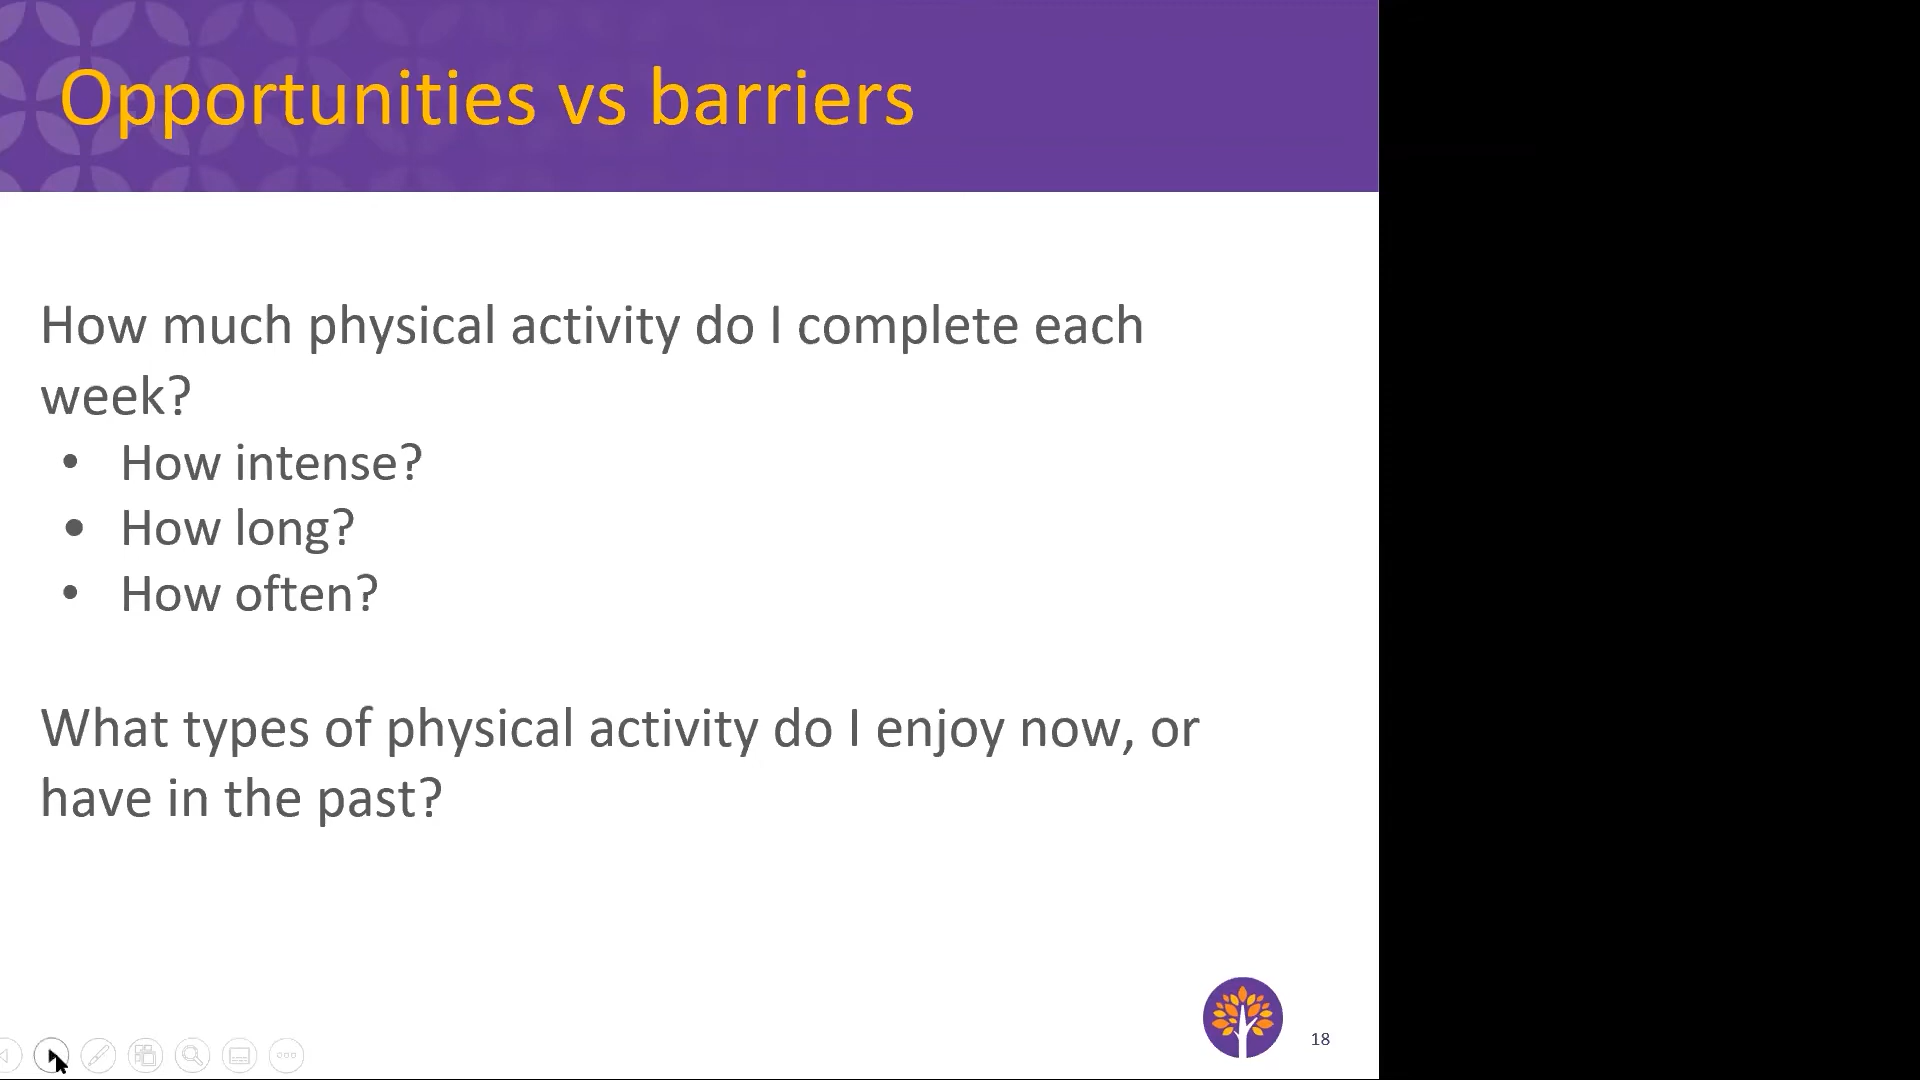 Opportunities vs barriers
How much physical activity do I complete each
week?
• How intense?
• How long?
• How often?
What types of physical activity do I enjoy now, or
have in the past?
18